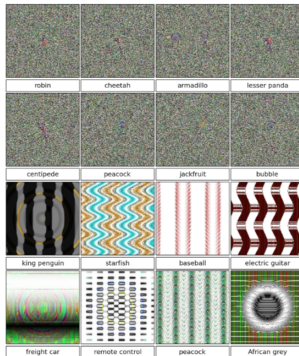 robin cheetah armadillo lesser panda
centipede peacock jackfruit bubble
king penguin starfish baseball electric guitar
freight car remote control peacock African grey